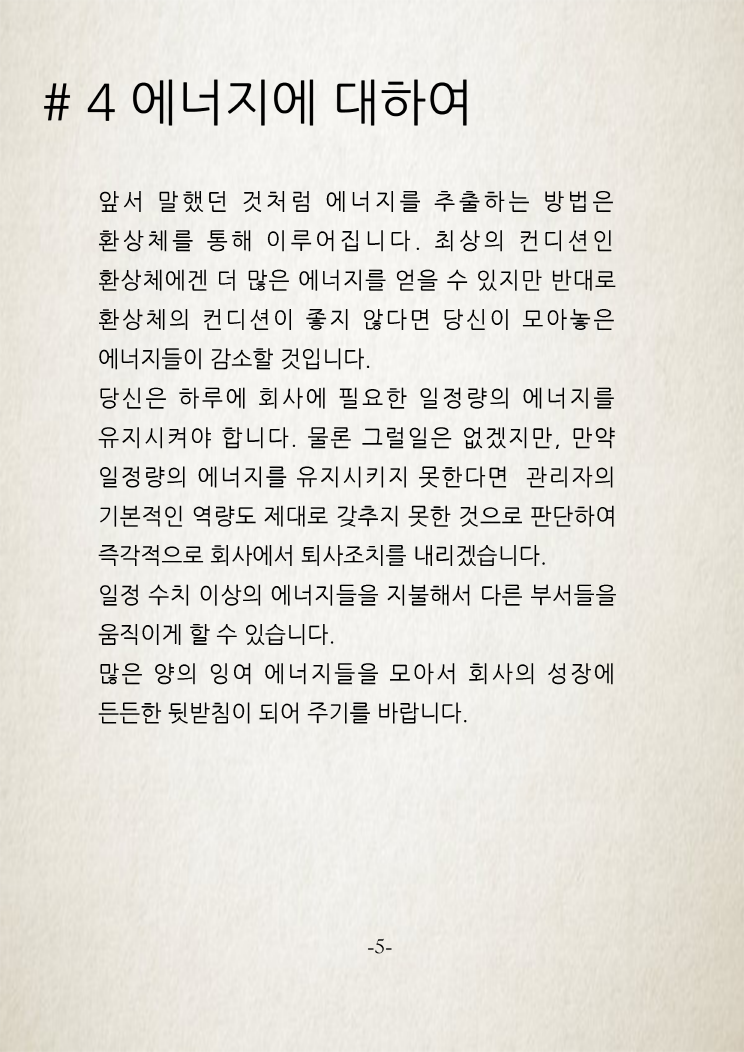 # 4 에너지에 대하여
앞서 말했던 것처럼 에너지를 추출하는 방법은
환상체를 통해 이루어집니다. 최상의 컨디션인
환상체에겐 더 많은 에너지를 얻을 수 있지만 반대로
환상체의 컨디션이 좋지 않다면 당신이 모아놓은
에너지들이 감소할 것입니다.
당신은 하루에 회사에 필요한 일정량의 에너지를
유지시켜야 합니다. 물론 그럴일은 없겠지만, 만약
일정량의 에너지를 유지시키지 못한다면 관리자의
기본적인 역량도 제대로 갖추지 못한 것으로 판단하여
즉각적으로 회사에서 퇴사조치를 내리겠습니다.
일정 수치 이상의 에너지들을 지불해서 다른 부서들을
움직이게 할 수 있습니다.
많은 양의 잉여 에너지들을 모아서 회사의 성장에
든든한 뒷받침이 되어 주기를 바랍니다.
-5-